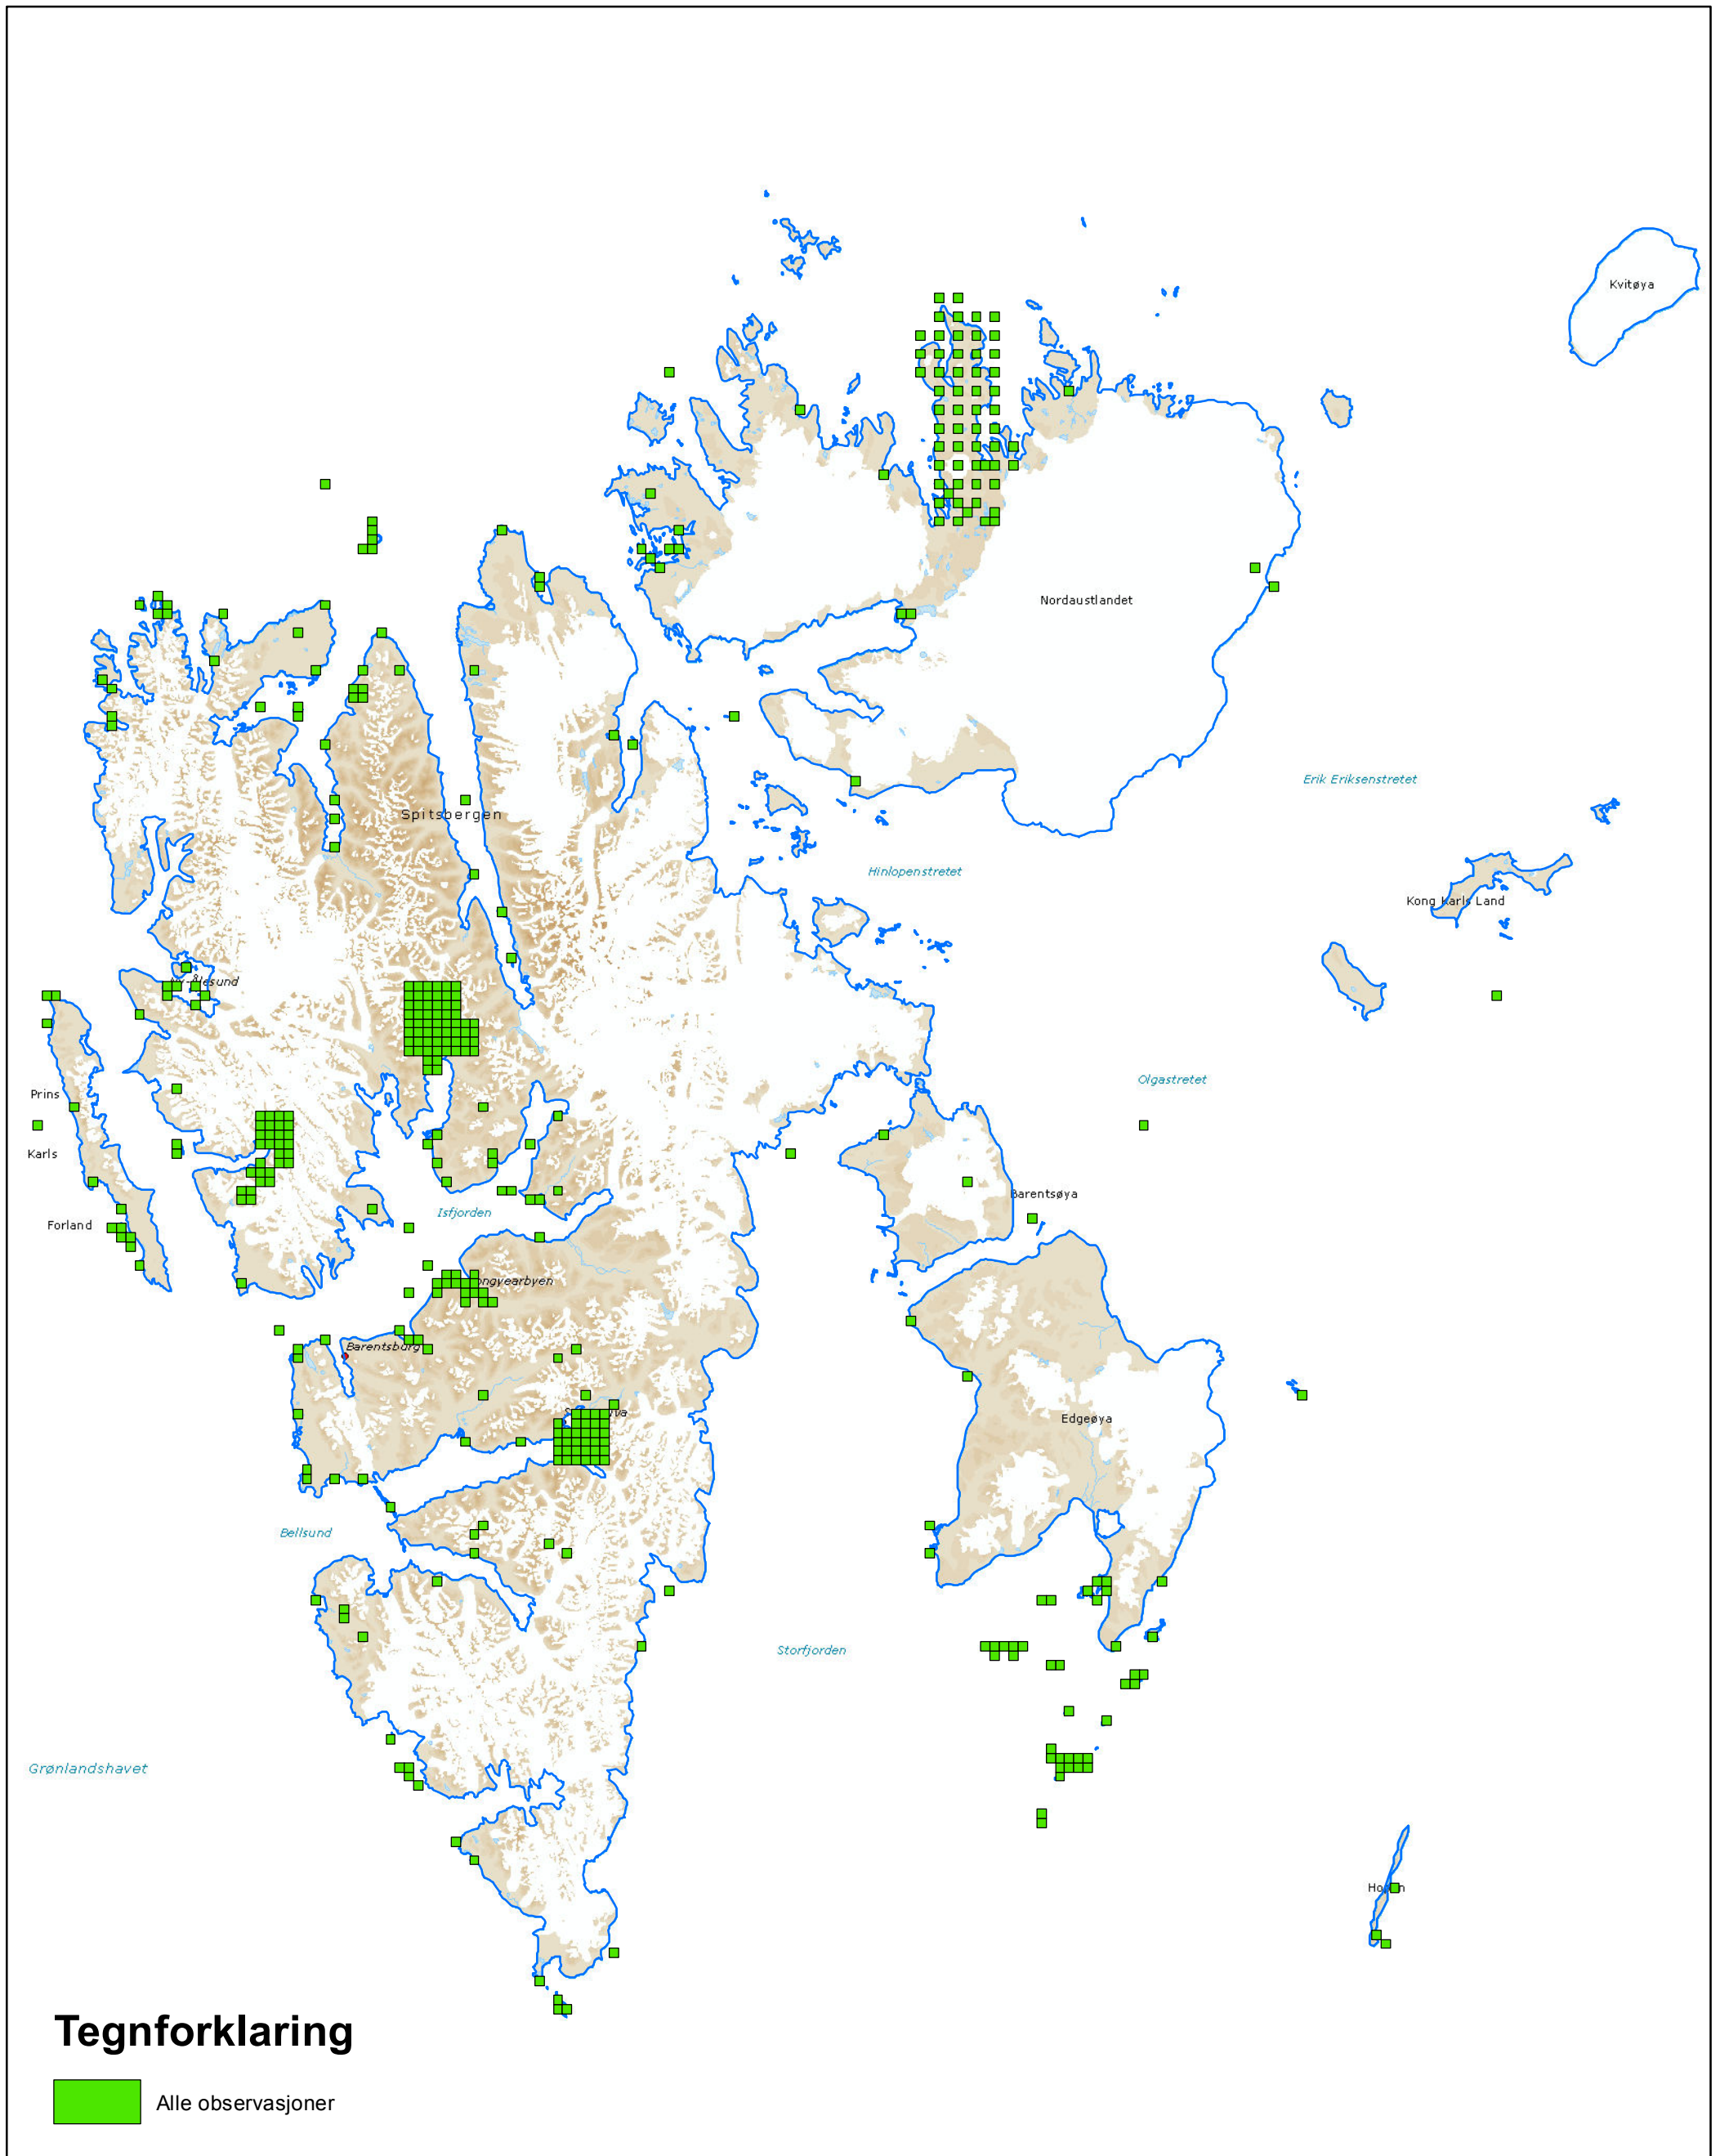 Kvitøya
Nordaustlandet
Erik Eriksenstretet
Spitsbergen
Hinlopenstretet
Kong Karls Land
Olgastretet
Prins
Karls
Forland
Barentsøya
Isfjorden
Barentsburg
Edgeøya
Bellsund
Storfjorden
Grønlandshavet
Tegnforklaring
Alle observasjoner